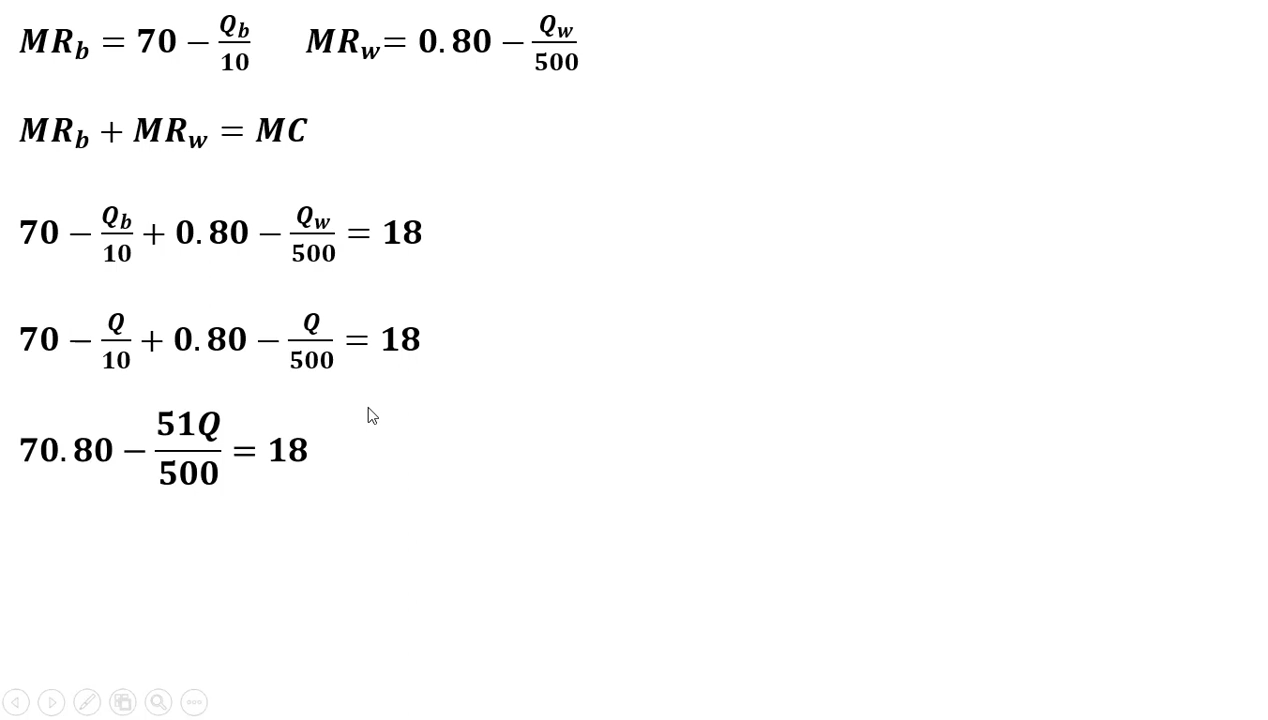 MR_b = 70 − Q_b/10   MR_w = 0.80 − Q_w/500
MR_b + MR_w = MC
70 − Q_b/10 + 0.80 − Q_w/500 = 18
70 − Q/10 + 0.80 − Q/500 = 18
70.80 − 51Q/500 = 18